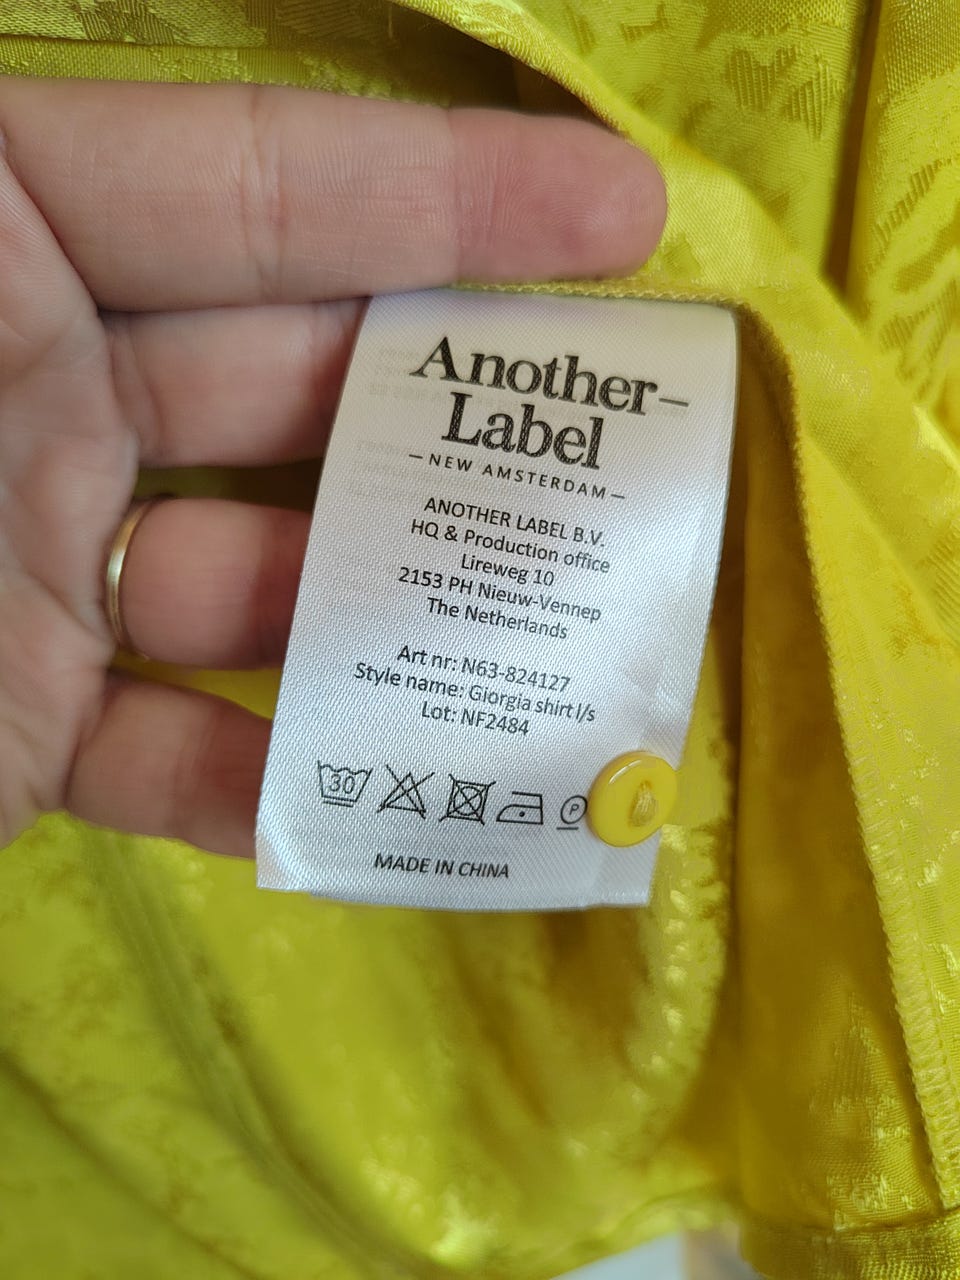 Another–
Label
– NEW AMSTERDAM –
ANOTHER LABEL B.V.
HQ & Production office
Lireweg 10
2153 PH Nieuw-Vennep
The Netherlands
Art nr: N63-824127
Style name: Giorgia shirt l/s
Lot: NF2484
30 P
MADE IN CHINA